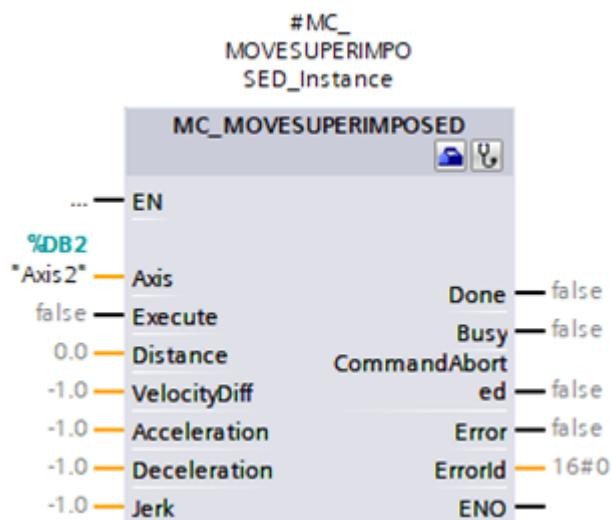 #MC_
MOVESUPERIMPO
SED_Instance
MC_MOVESUPERIMPOSED
... EN
%DB2
"Axis2" Axis
Done false
false Execute
Busy false
0.0 Distance
CommandAbort
ed false
-1.0 VelocityDiff
-1.0 Acceleration
Error false
-1.0 Deceleration
ErrorId 16#0
-1.0 Jerk
ENO